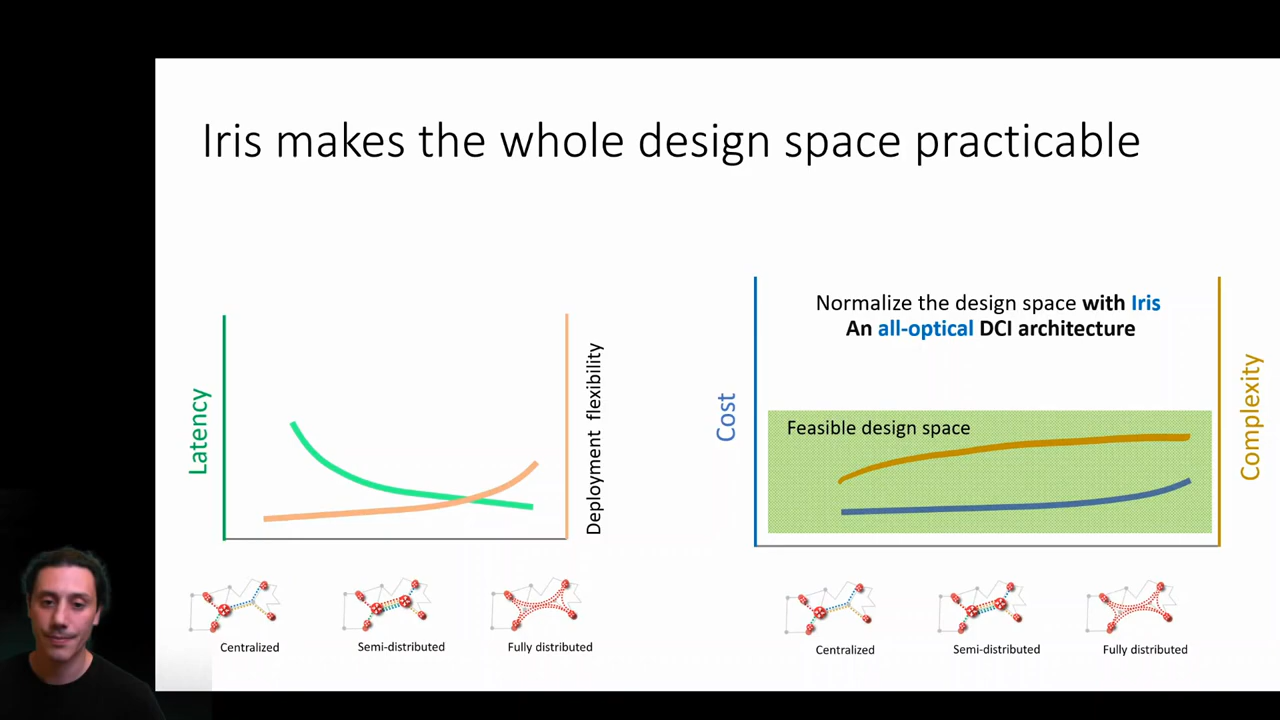 Iris makes the whole design space practicable
Latency
Deployment flexibility
Centralized
Semi-distributed
Fully distributed
Cost
Normalize the design space with Iris
An all-optical DCI architecture
Feasible design space
Complexity
Centralized
Semi-distributed
Fully distributed